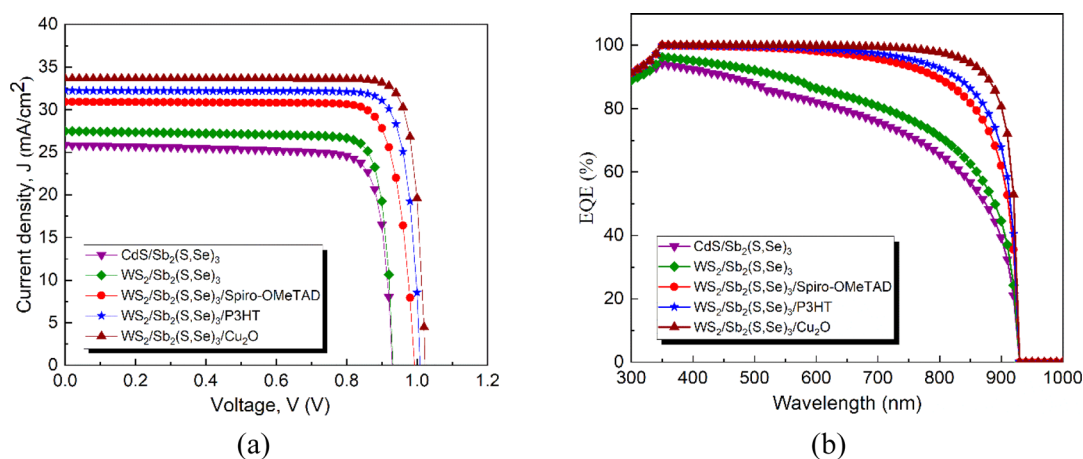 40
35
30
25
20
15
10
5
0
Current density, J (mA/cm2)
CdS/Sb₂(S,Se)₃
WS₂/Sb₂(S,Se)₃
WS₂/Sb₂(S,Se)₃/Spiro-OMeTAD
WS₂/Sb₂(S,Se)₃/P3HT
WS₂/Sb₂(S,Se)₃/Cu₂O
0.0 0.2 0.4 0.6 0.8 1.0 1.2
Voltage, V (V)
(a)
100
80
60
40
20
0
EQE (%)
CdS/Sb₂(S,Se)₃
WS₂/Sb₂(S,Se)₃
WS₂/Sb₂(S,Se)₃/Spiro-OMeTAD
WS₂/Sb₂(S,Se)₃/P3HT
WS₂/Sb₂(S,Se)₃/Cu₂O
300 400 500 600 700 800 900 1000
Wavelength (nm)
(b)